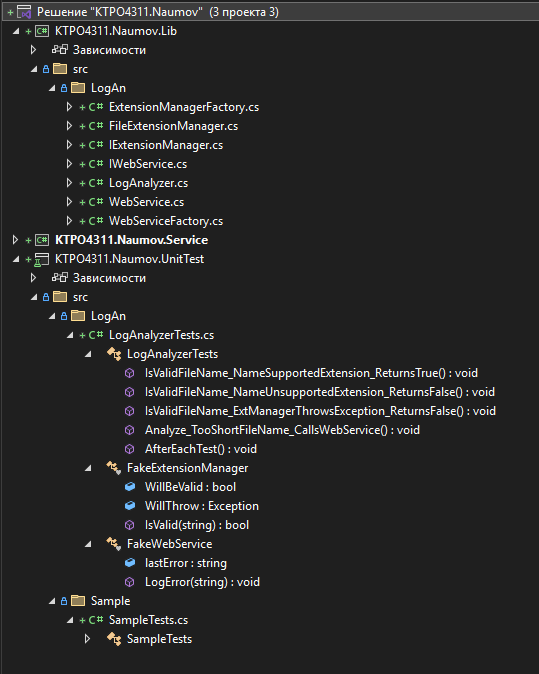 Решение "KTPO4311.Naumov" (3 проекта 3)
KTPO4311.Naumov.Lib
Зависимости
src
LogAn
C# ExtensionManagerFactory.cs
C# FileExtensionManager.cs
C# IExtensionManager.cs
C# IWebService.cs
C# LogAnalyzer.cs
C# WebService.cs
C# WebServiceFactory.cs
KTPO4311.Naumov.Service
KTPO4311.Naumov.UnitTest
Зависимости
src
LogAn
C# LogAnalyzerTests.cs
LogAnalyzerTests
IsValidFileName_NameSupportedExtension_ReturnsTrue() : void
IsValidFileName_NameUnsupportedExtension_ReturnsFalse() : void
IsValidFileName_ExtManagerThrowsException_ReturnsFalse() : void
Analyze_TooShortFileName_CallsWebService() : void
AfterEachTest() : void
FakeExtensionManager
WillBeValid : bool
WillThrow : Exception
IsValid(string) : bool
FakeWebService
lastError : string
LogError(string) : void
Sample
C# SampleTests.cs
SampleTests